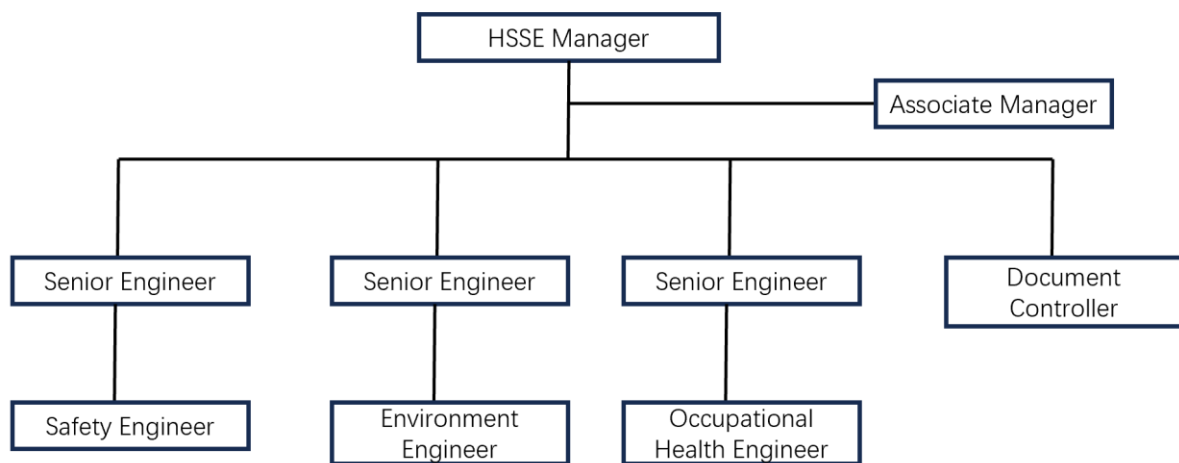 HSSE Manager
Associate Manager
Senior Engineer
Senior Engineer
Senior Engineer
Document
Controller
Safety Engineer
Environment
Engineer
Occupational
Health Engineer